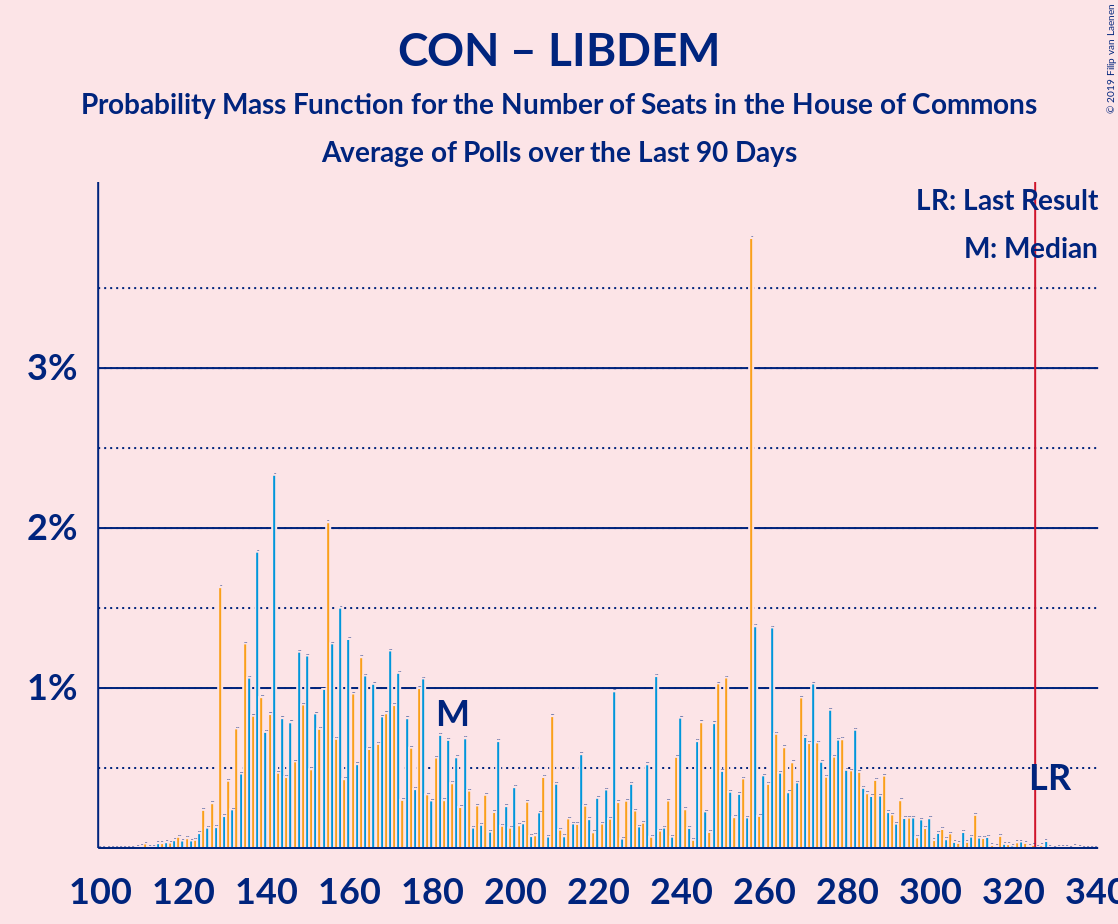 CON – LIBDEM
Probability Mass Function for the Number of Seats in the House of Commons
Average of Polls over the Last 90 Days
© 2019 Filip van Laenen
LR: Last Result
M: Median
3%
2%
1%
M
LR
100 120 140 160 180 200 220 240 260 280 300 320 340